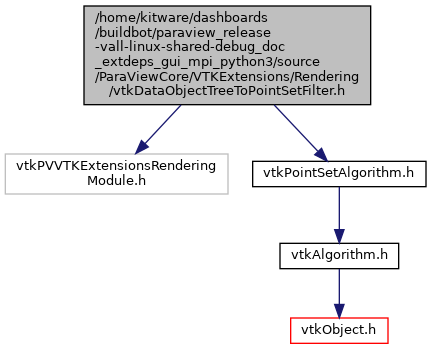 /home/kitware/dashboards
/buildbot/paraview_release
-vall-linux-shared-debug_doc
_extdeps_gui_mpi_python3/source
/ParaViewCore/VTKExtensions/Rendering
/vtkDataObjectTreeToPointSetFilter.h
vtkPVVTKExtensionsRendering
Module.h
vtkPointSetAlgorithm.h
vtkAlgorithm.h
vtkObject.h